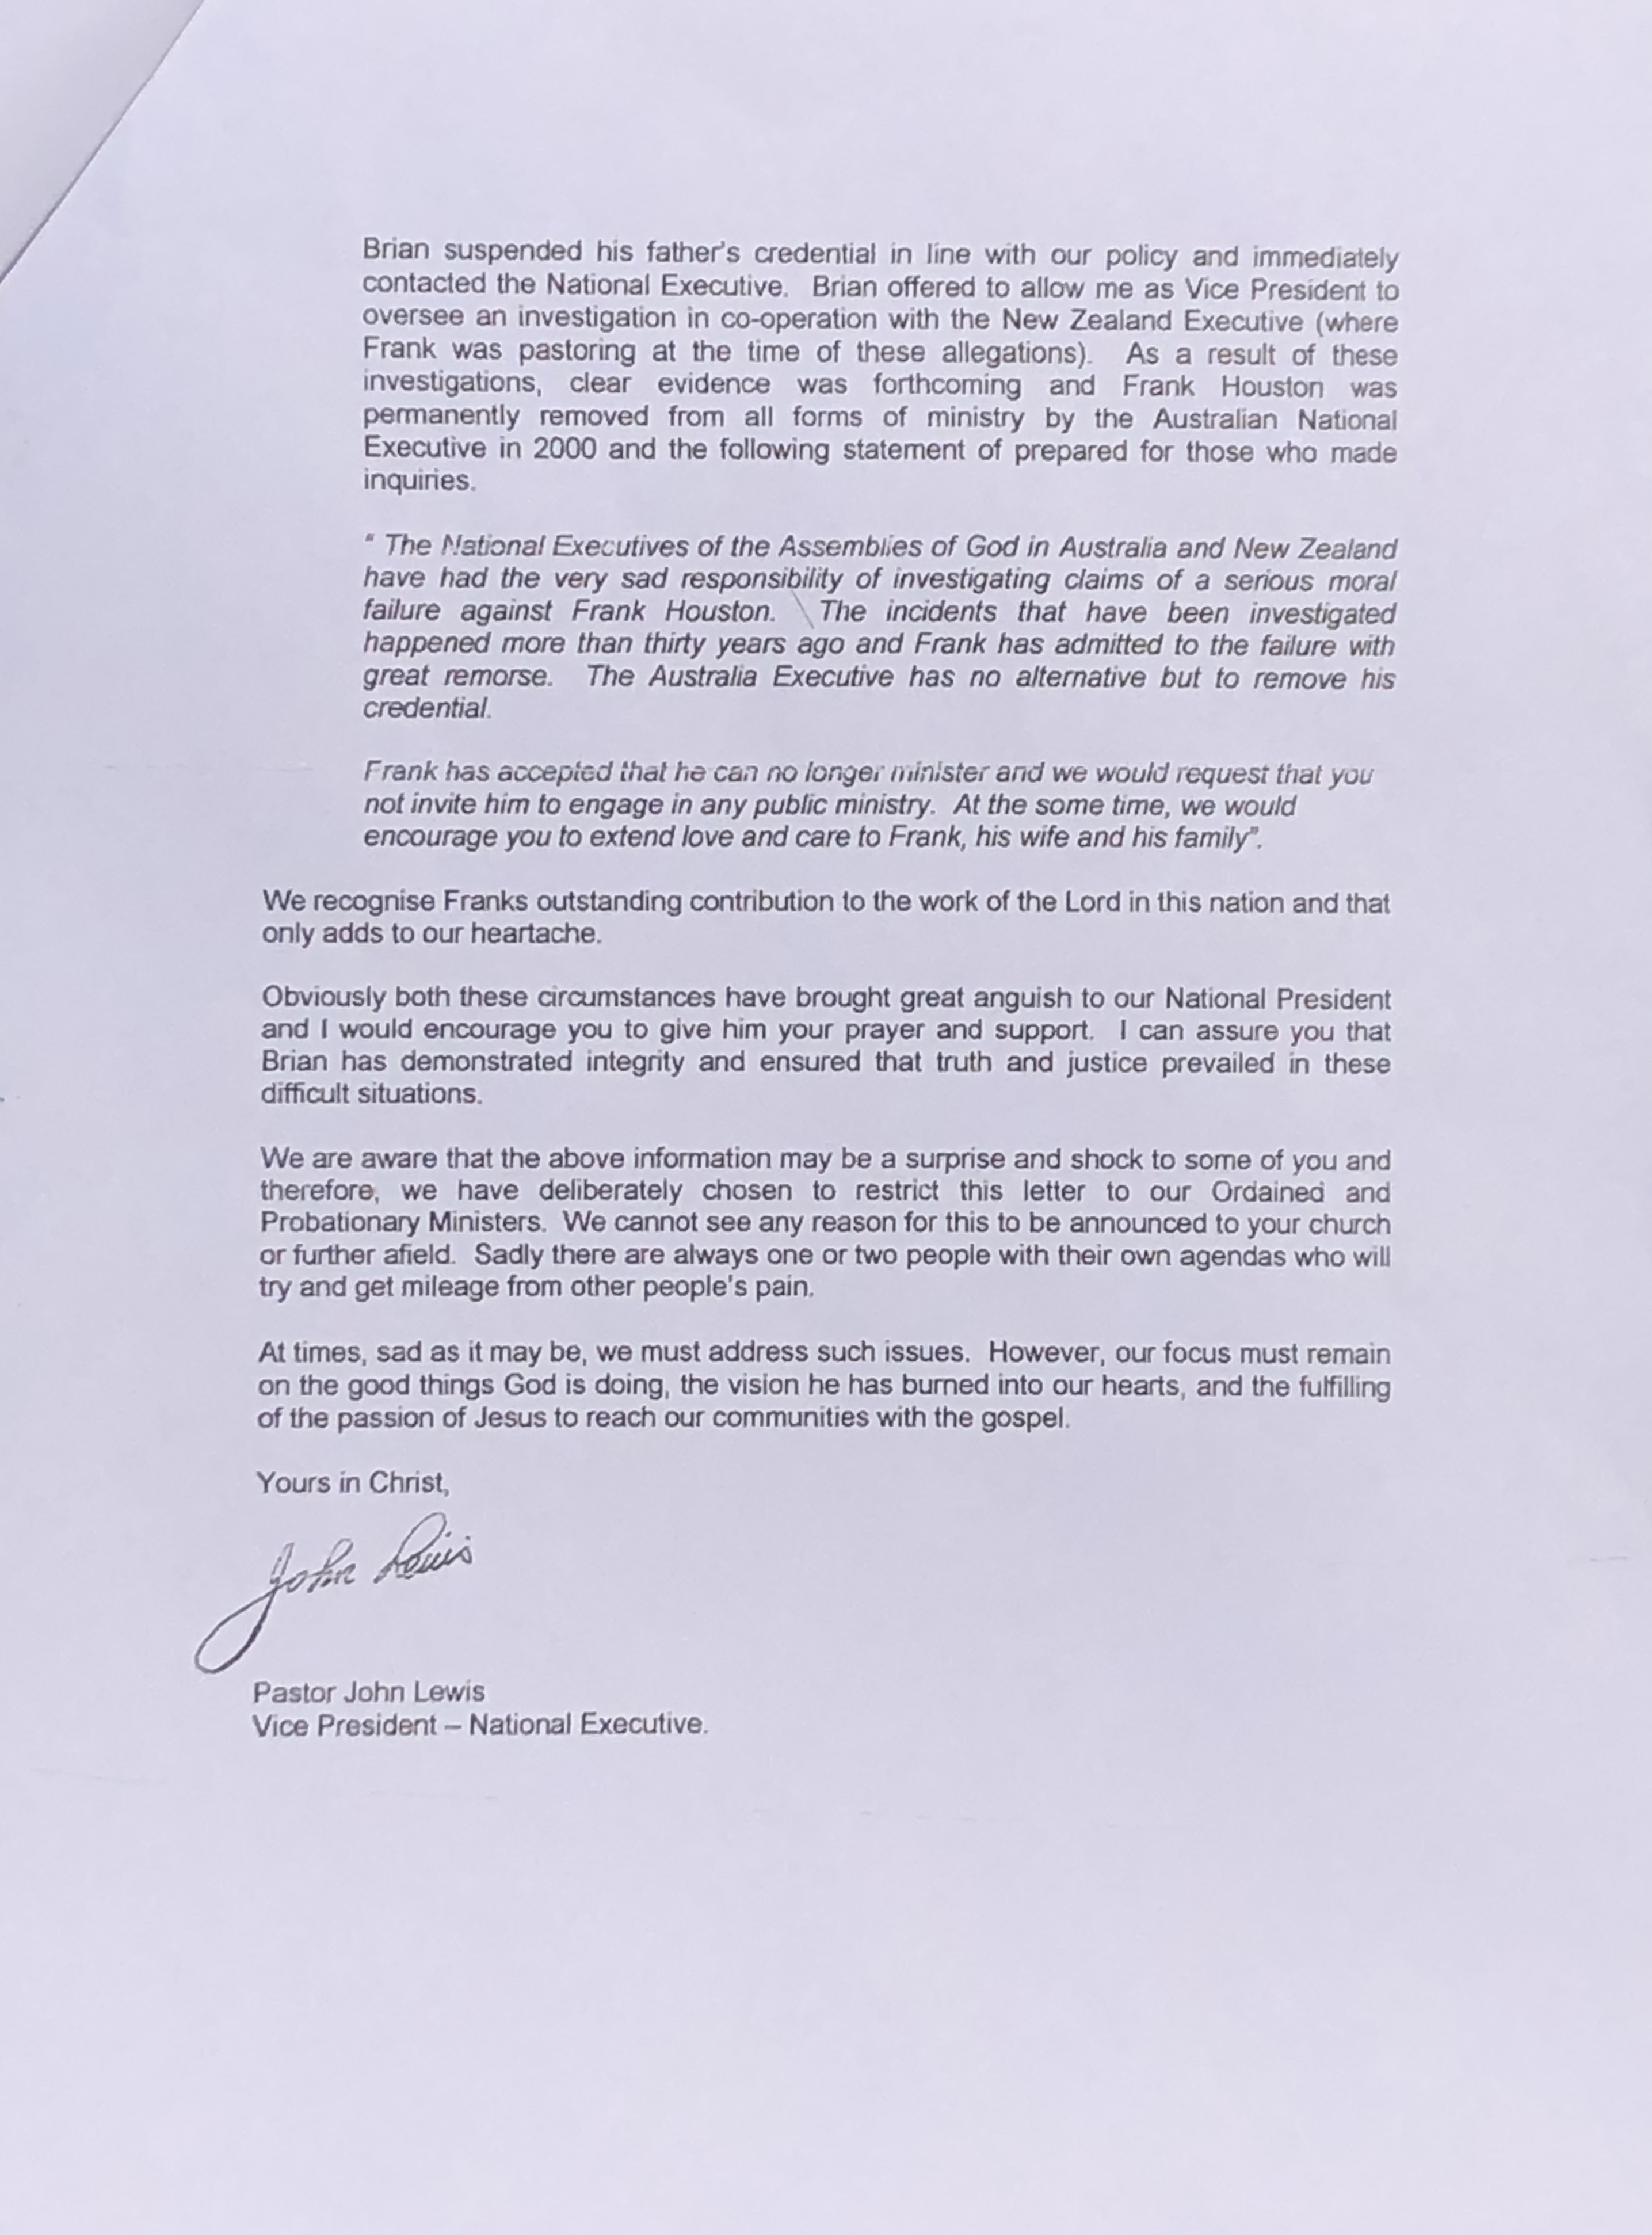 Brian suspended his father's credential in line with our policy and immediately
contacted the National Executive. Brian offered to allow me as Vice President to
oversee an investigation in co-operation with the New Zealand Executive (where
Frank was pastoring at the time of these allegations). As a result of these
investigations, clear evidence was forthcoming and Frank Houston was
permanently removed from all forms of ministry by the Australian National
Executive in 2000 and the following statement of prepared for those who made
inquiries.
" The National Executives of the Assemblies of God in Australia and New Zealand
have had the very sad responsibility of investigating claims of a serious moral
failure against Frank Houston. The incidents that have been investigated
happened more than thirty years ago and Frank has admitted to the failure with
great remorse. The Australia Executive has no alternative but to remove his
credential.
Frank has accepted that he can no longer minister and we would request that you
not invite him to engage in any public ministry. At the some time, we would
encourage you to extend love and care to Frank, his wife and his family".
We recognise Franks outstanding contribution to the work of the Lord in this nation and that
only adds to our heartache.
Obviously both these circumstances have brought great anguish to our National President
and I would encourage you to give him your prayer and support. I can assure you that
Brian has demonstrated integrity and ensured that truth and justice prevailed in these
difficult situations.
We are aware that the above information may be a surprise and shock to some of you and
therefore, we have deliberately chosen to restrict this letter to our Ordained and
Probationary Ministers. We cannot see any reason for this to be announced to your church
or further afield. Sadly there are always one or two people with their own agendas who will
try and get mileage from other people's pain.
At times, sad as it may be, we must address such issues. However, our focus must remain
on the good things God is doing, the vision he has burned into our hearts, and the fulfilling
of the passion of Jesus to reach our communities with the gospel.
Yours in Christ,
John Lewis
Pastor John Lewis
Vice President – National Executive.